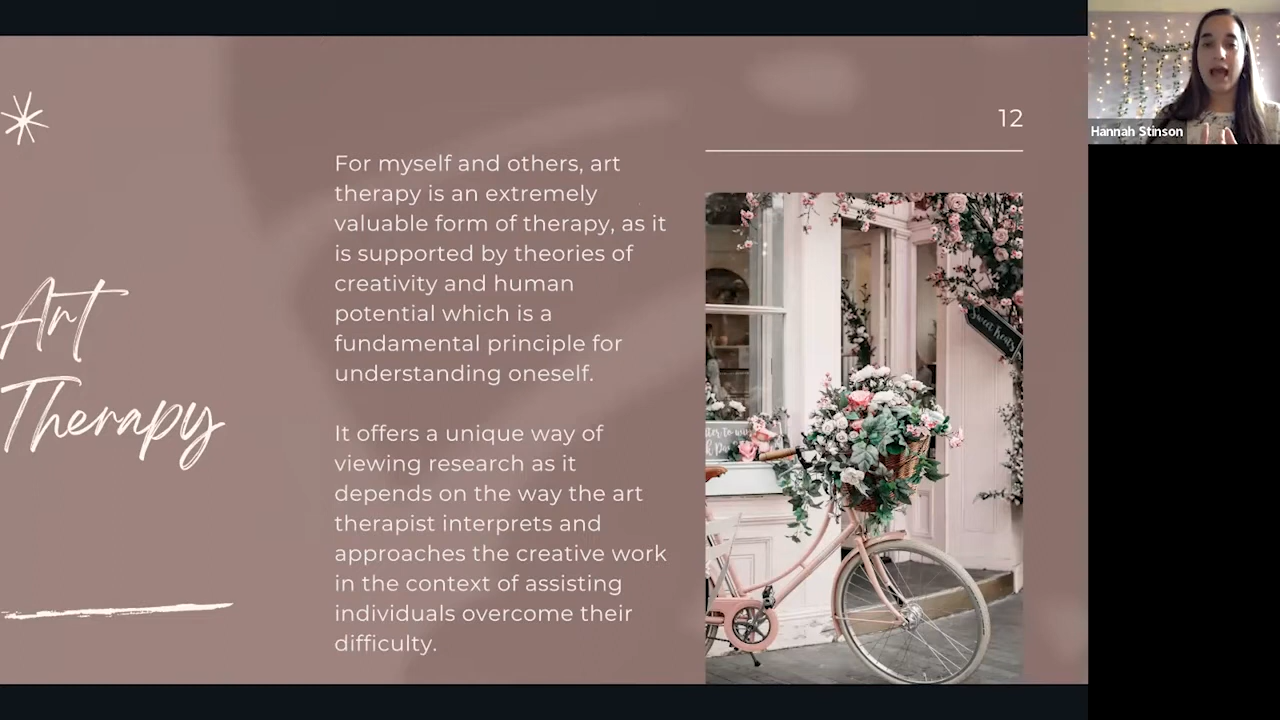 Art
Therapy
For myself and others, art
therapy is an extremely
valuable form of therapy, as it
is supported by theories of
creativity and human
potential which is a
fundamental principle for
understanding oneself.
It offers a unique way of
viewing research as it
depends on the way the art
therapist interprets and
approaches the creative work
in the context of assisting
individuals overcome their
difficulty.
12
Hannah Stinson